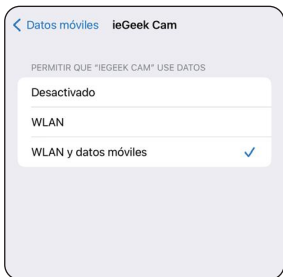 Datos móviles ieGeek Cam
PERMITIR QUE "IEGEEK CAM" USE DATOS
Desactivado
WLAN
WLAN y datos móviles